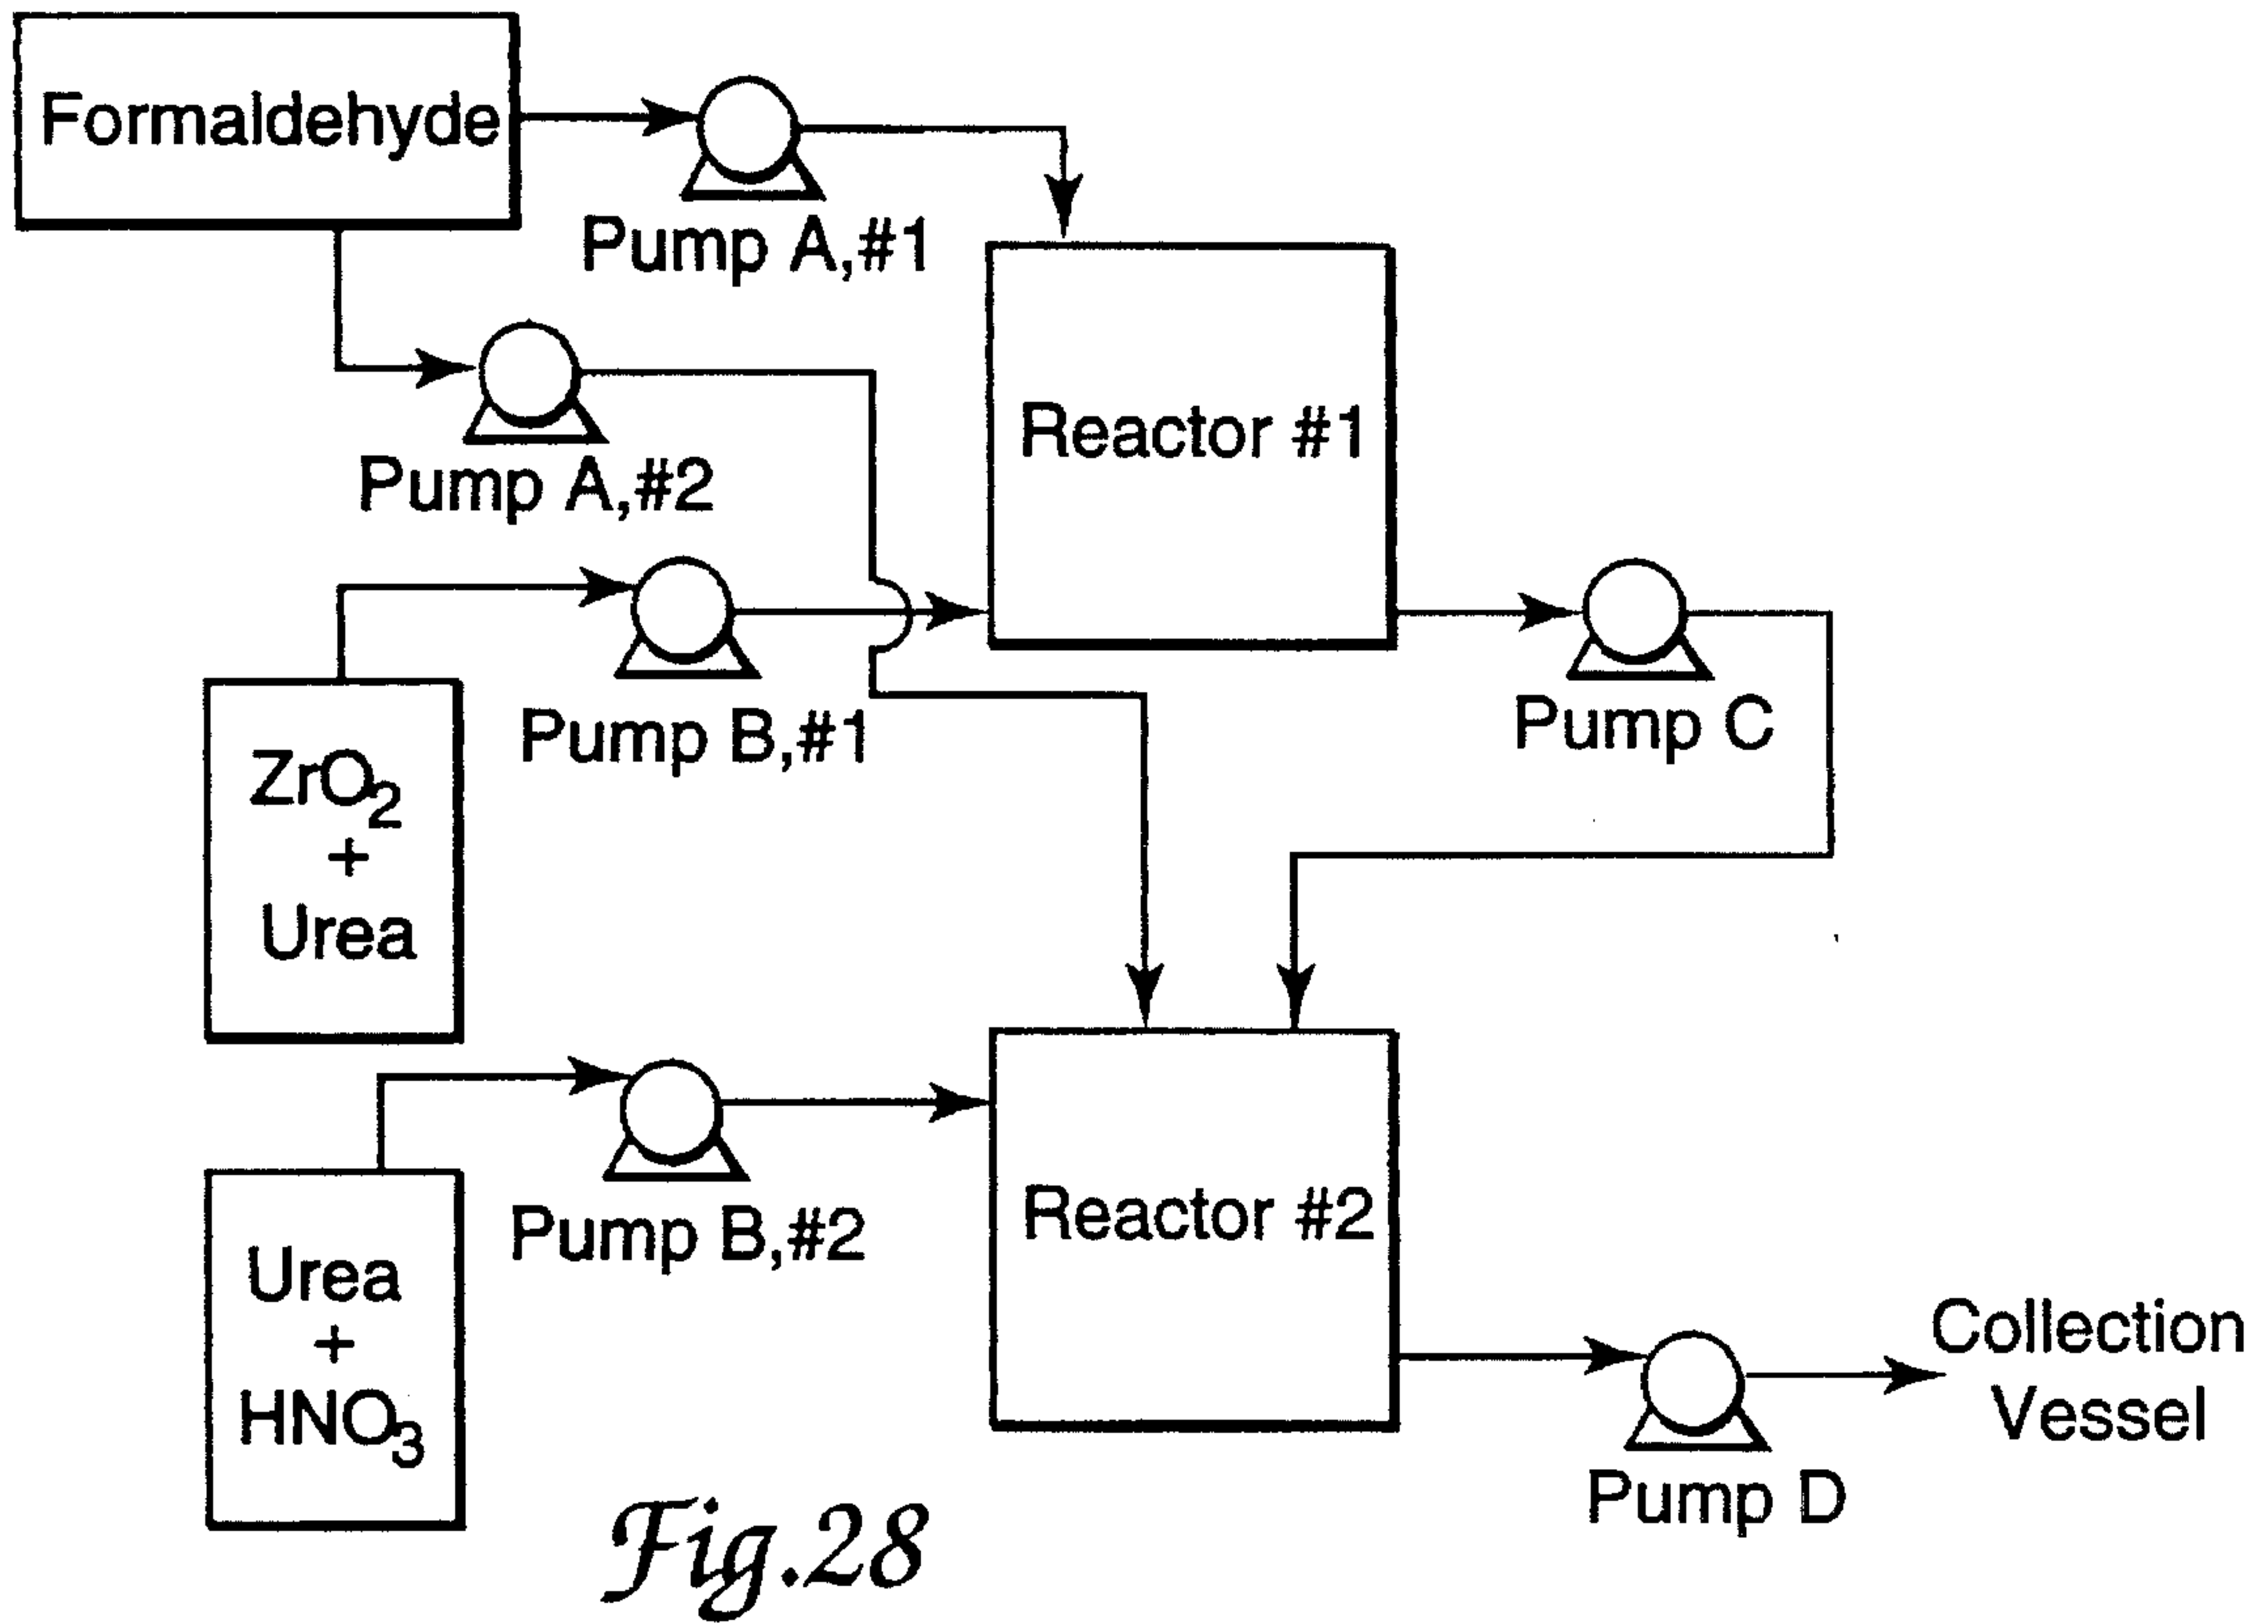 Formaldehyde
Pump A,#1
Reactor #1
Pump A,#2
Pump B,#1
Pump C
ZrO₂
+
Urea
Pump B,#2
Reactor #2
Urea
+
HNO₃
Collection
Vessel
Pump D
Fig.28